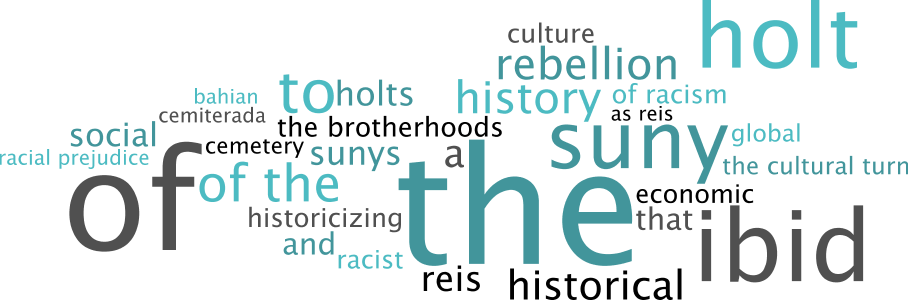 culture
holt
rebellion
bahian
to
holts
history
of racism
cemiterada
as reis
social
the brotherhoods
suny
global
racial prejudice
cemetery
sunys
a
the cultural turn
of
of the
the
economic
historicizing
that
ibid
and
racist
reis
historical